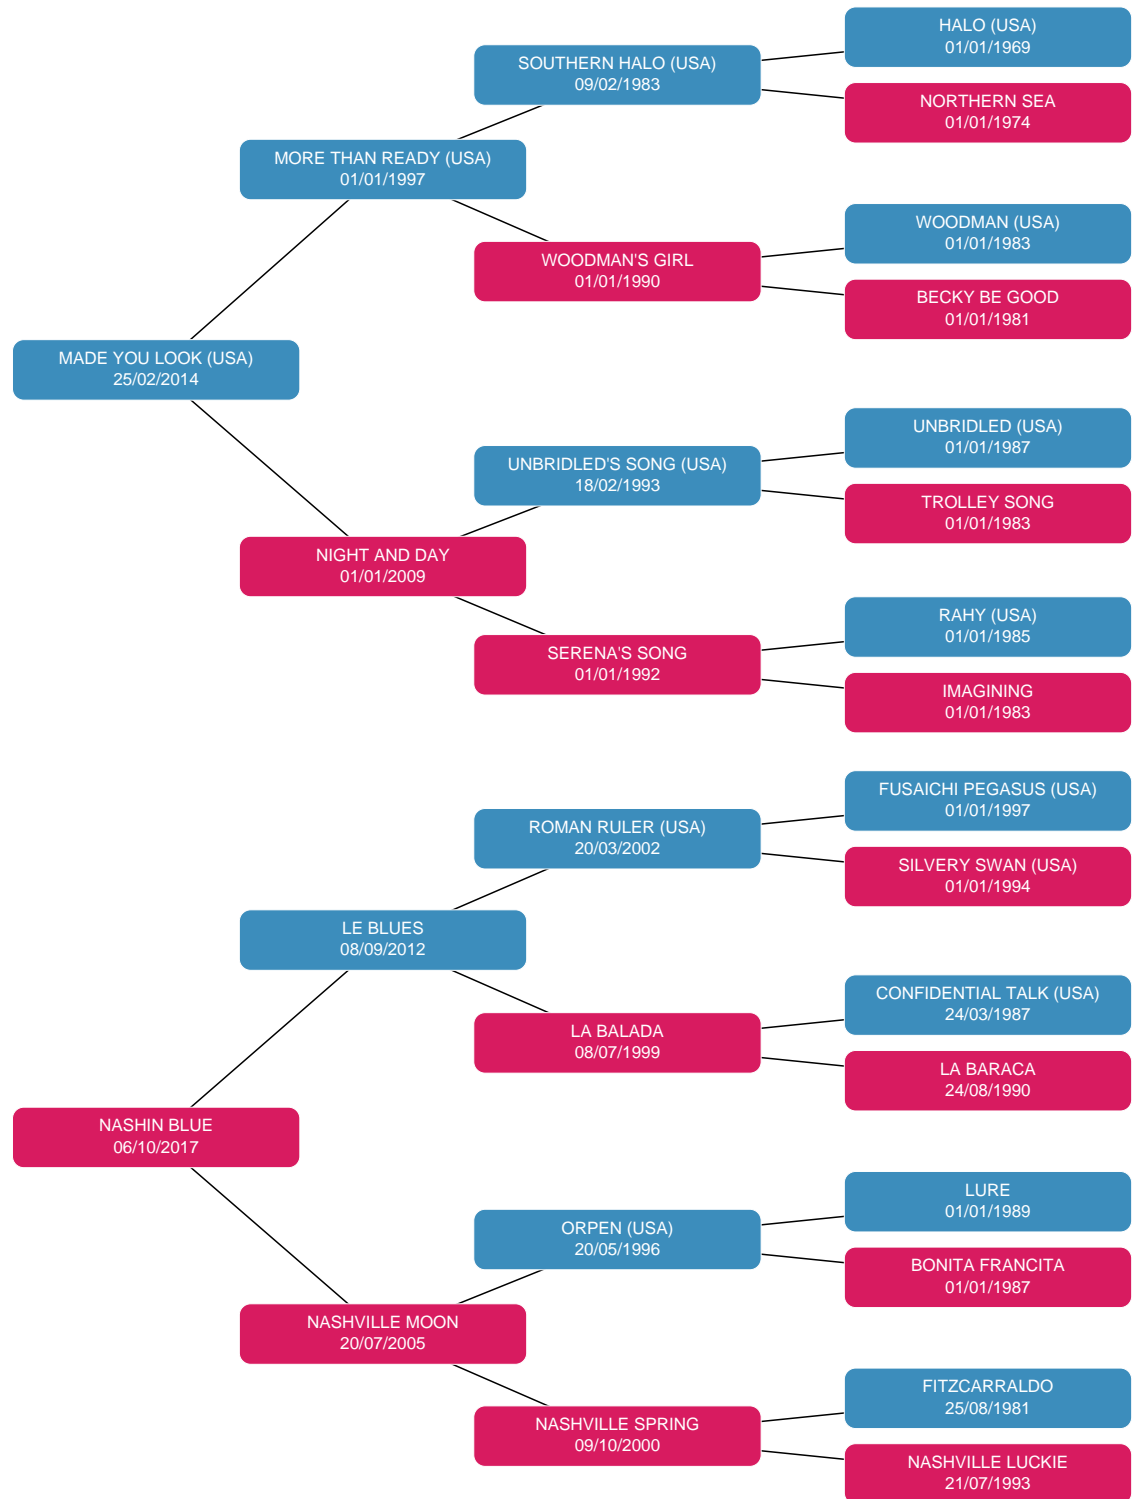 HALO (USA)
01/01/1969
SOUTHERN HALO (USA)
09/02/1983
NORTHERN SEA
01/01/1974
MORE THAN READY (USA)
01/01/1997
WOODMAN (USA)
01/01/1983
WOODMAN'S GIRL
01/01/1990
BECKY BE GOOD
01/01/1981
MADE YOU LOOK (USA)
25/02/2014
UNBRIDLED (USA)
01/01/1987
UNBRIDLED'S SONG (USA)
18/02/1993
TROLLEY SONG
01/01/1983
NIGHT AND DAY
01/01/2009
RAHY (USA)
01/01/1985
SERENA'S SONG
01/01/1992
IMAGINING
01/01/1983
FUSAICHI PEGASUS (USA)
01/01/1997
ROMAN RULER (USA)
20/03/2002
SILVERY SWAN (USA)
01/01/1994
LE BLUES
08/09/2012
CONFIDENTIAL TALK (USA)
24/03/1987
LA BALADA
08/07/1999
LA BARACA
24/08/1990
NASHIN BLUE
06/10/2017
LURE
01/01/1989
ORPEN (USA)
20/05/1996
BONITA FRANCITA
01/01/1987
NASHVILLE MOON
20/07/2005
FITZCARRALDO
25/08/1981
NASHVILLE SPRING
09/10/2000
NASHVILLE LUCKIE
21/07/1993